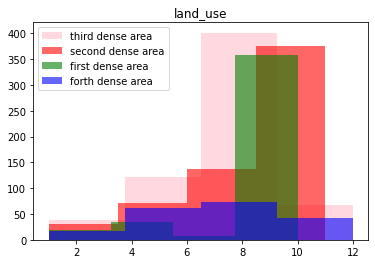 land_use
third dense area
second dense area
first dense area
forth dense area
400
350
300
250
200
150
100
50
0
2 4 6 8 10 12